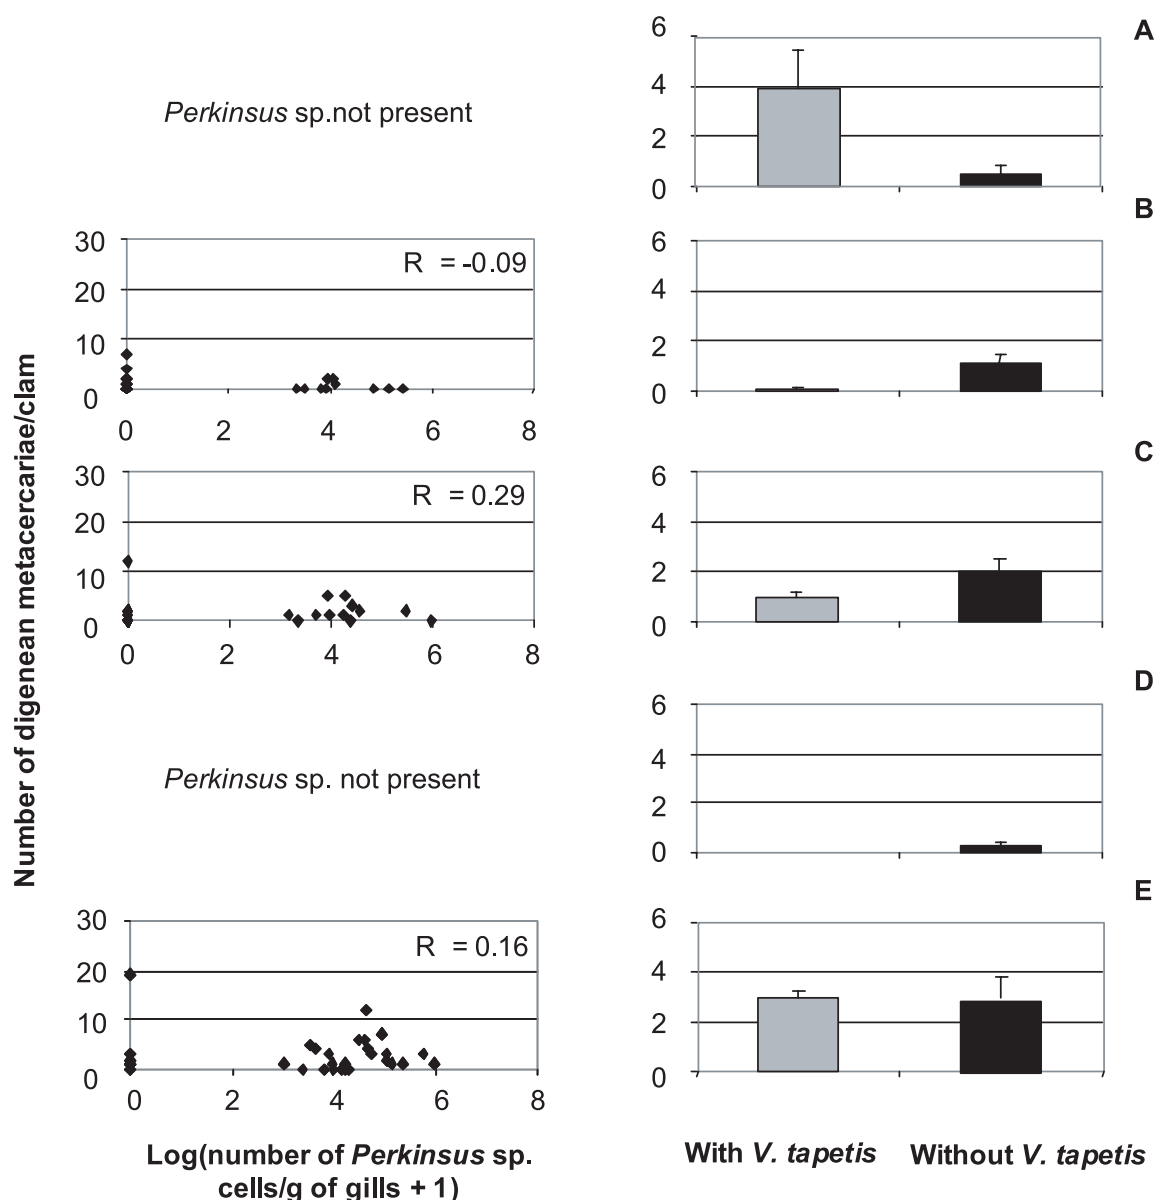 A
6
4
2
0
Perkinsus sp.not present
B
30
20
10
0
0 2 4 6 8
R = -0.09
6
4
2
0
C
30
20
10
0
0 2 4 6 8
R = 0.29
6
4
2
0
D
Perkinsus sp. not present
6
4
2
0
E
30
20
10
0
0 2 4 6 8
R = 0.16
6
4
2
0
Number of digenean metacercariae/clam
Log(number of Perkinsus sp.
cells/g of gills + 1)
With V. tapetis Without V. tapetis